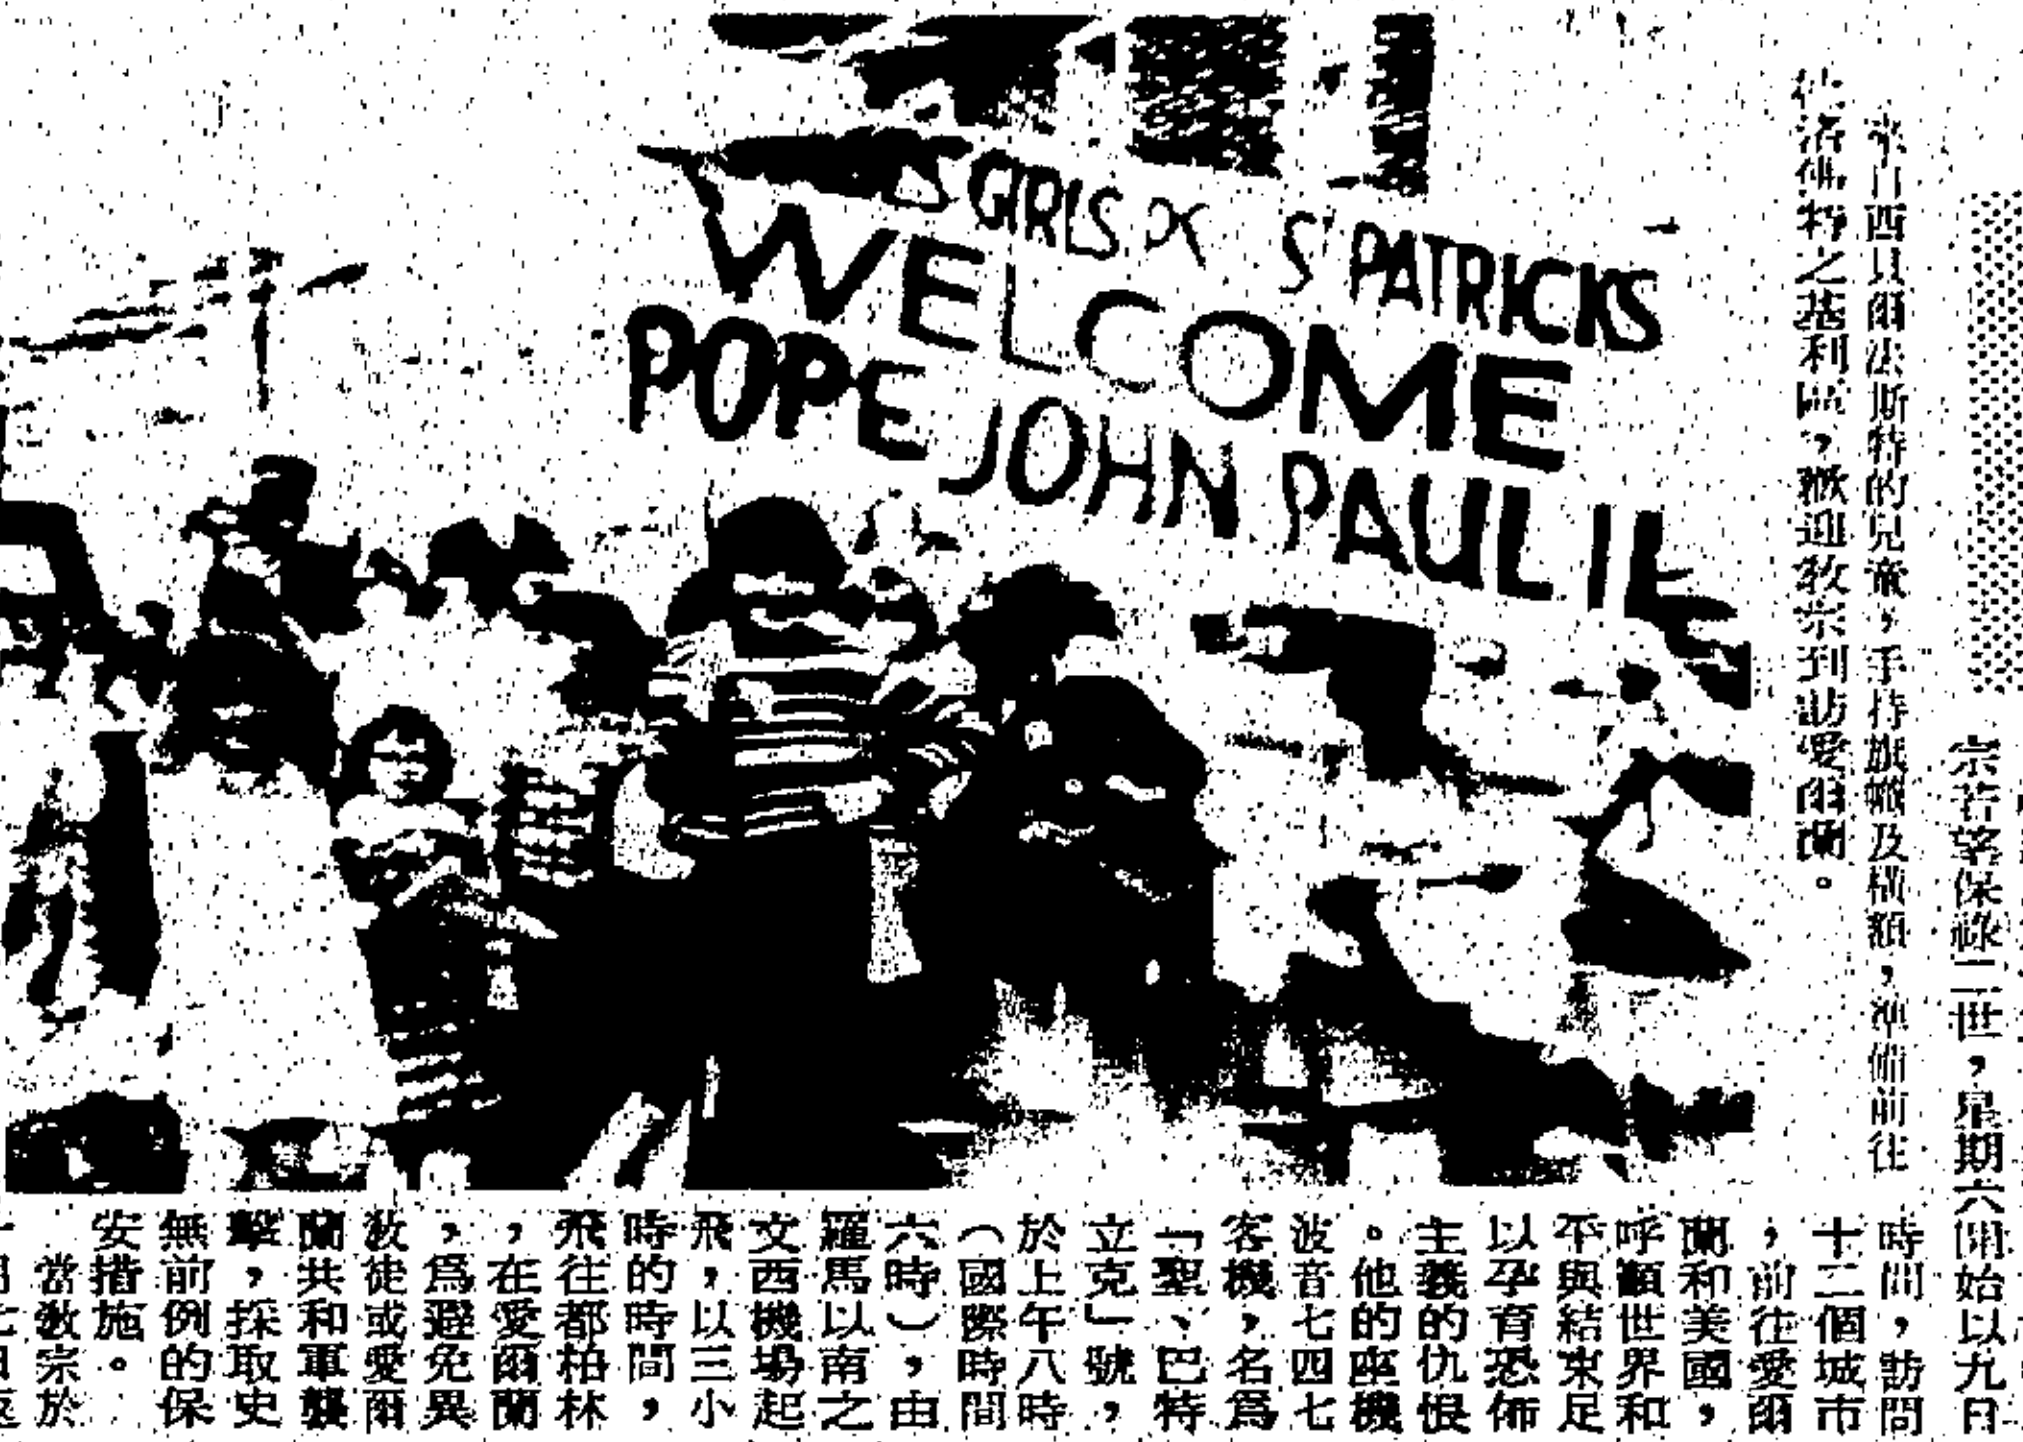 S GIRLS
S PATRICKS
WELCOME
POPE JOHN PAUL II
來自西貝爾法斯特的兒童，手持旗幟及橫額，準備前往
洛佛特之基利區，歡迎教宗到訪愛爾蘭。
宗若望保祿二世，星期六開始以九日
時間，訪問
十二個城市
，前往愛爾
蘭和美國，
呼籲世界和
平與結束足
以孕育恐佈
主義的仇恨
。他的座機
波音七四七
客機，名爲
「聖、巴特
立克」號，
於上午八時
（國際時間
六時），由
羅馬以南之
文西機場起
飛，以三小
時的時間，
飛往都柏林
，在愛爾蘭
，爲避免異
教徒或愛爾
蘭共和軍襲
擊，採取史
無前例的保
安措施。
當教宗於